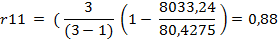 r11 = ( 3/(3−1) (1 − 8033,24/80,4275) = 0,88